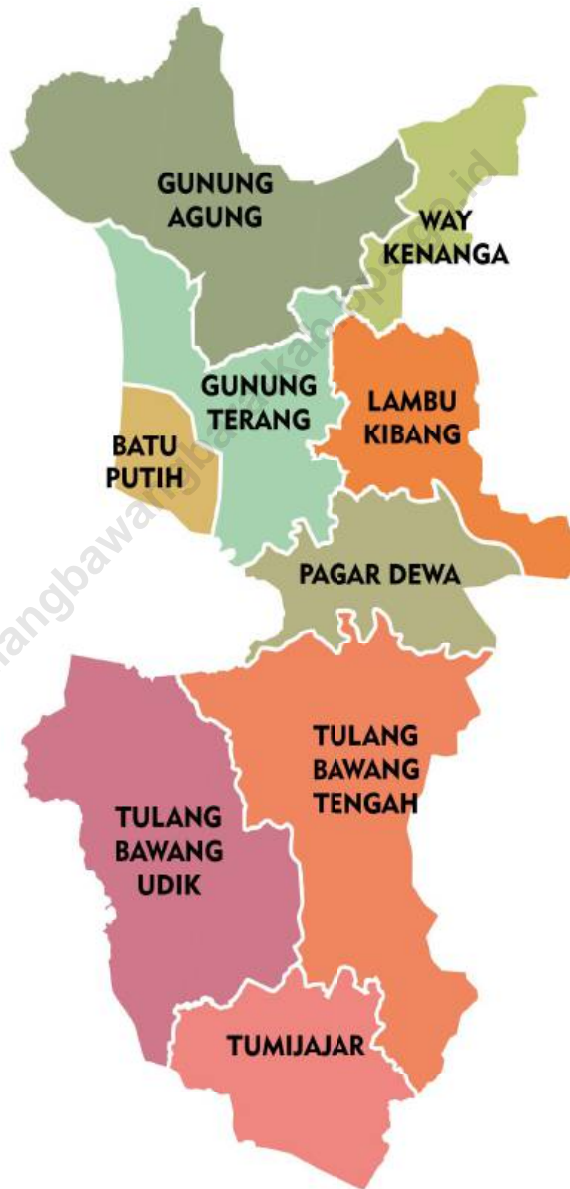 GUNUNG
AGUNG
WAY
KENANGA
GUNUNG
TERANG
LAMBU
KIBANG
BATU
PUTIH
PAGAR DEWA
TULANG
BAWANG
TENGAH
TULANG
BAWANG
UDIK
TUMIJAJAR